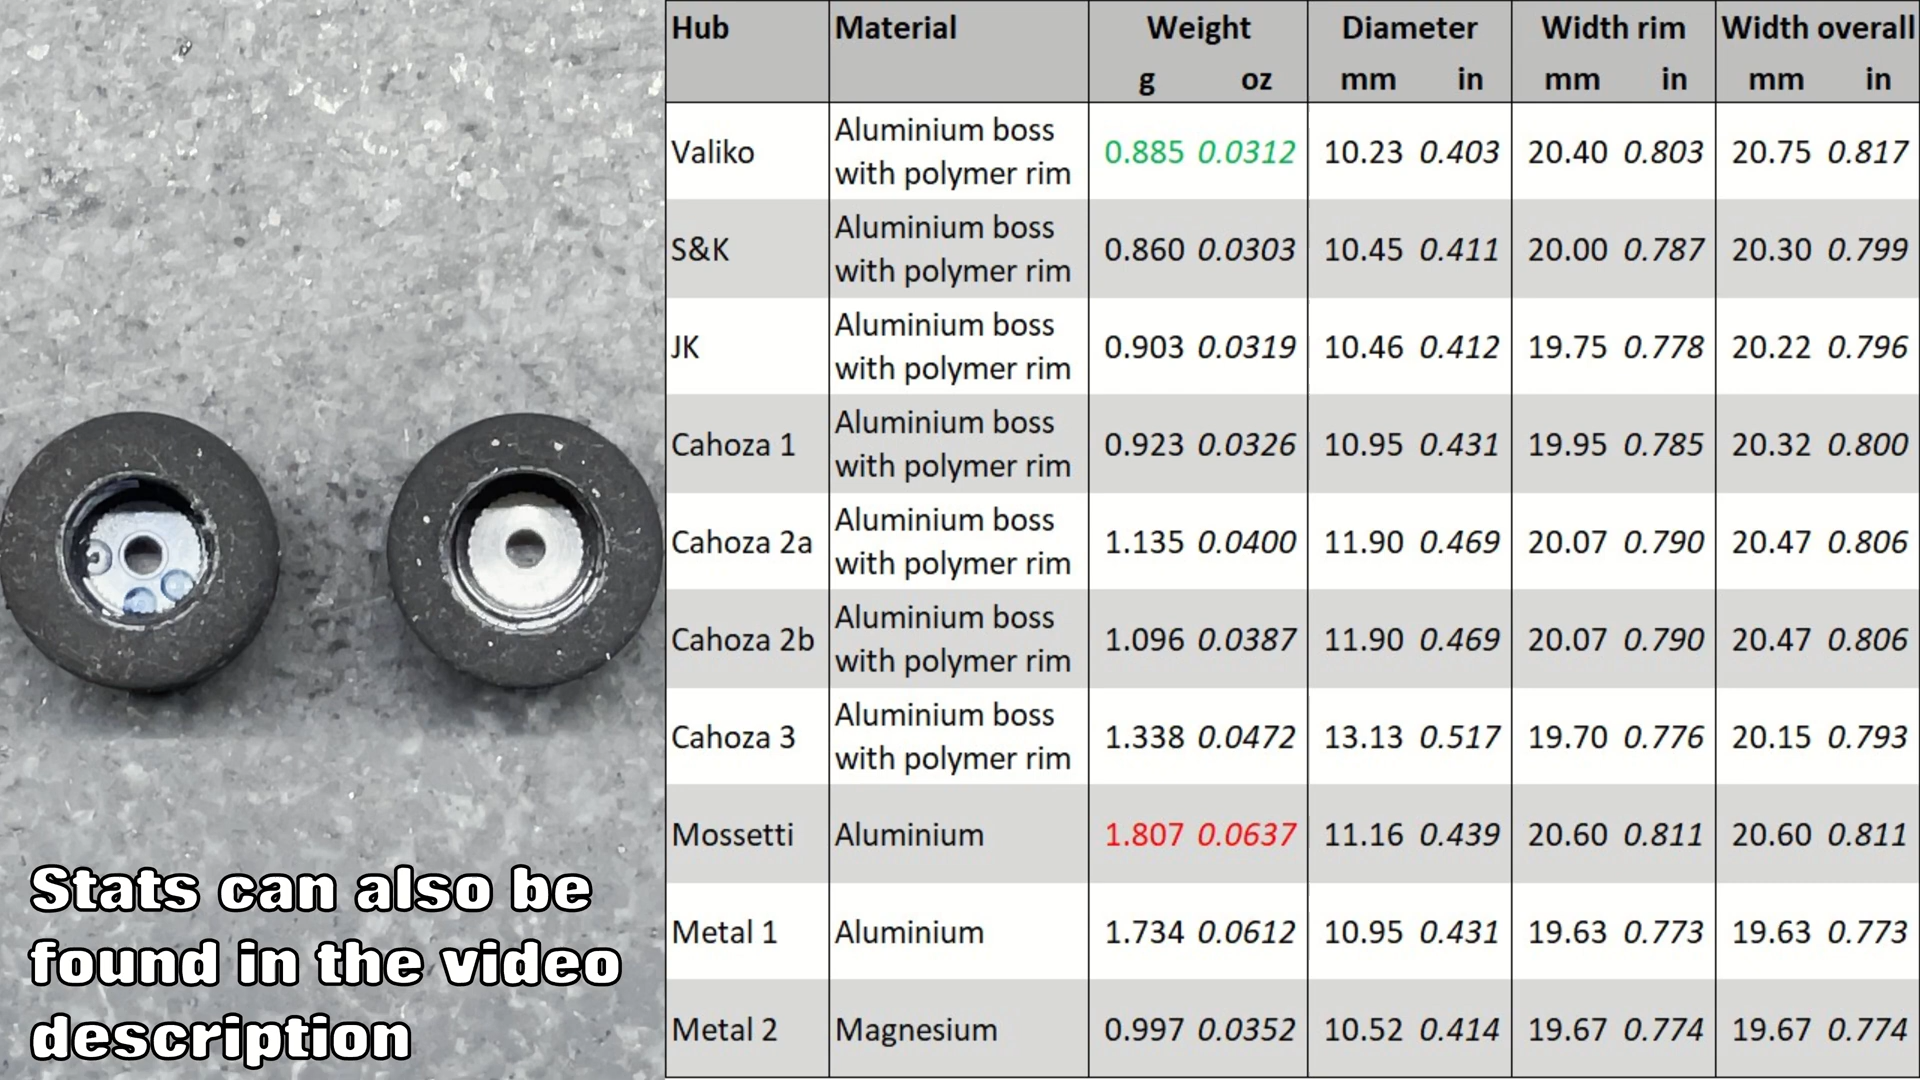 Hub Material Weight Diameter Width rim Width overall
g oz mm in mm in mm in
Valiko Aluminium boss with polymer rim 0.885 0.0312 10.23 0.403 20.40 0.803 20.75 0.817
S&K Aluminium boss with polymer rim 0.860 0.0303 10.45 0.411 20.00 0.787 20.30 0.799
JK Aluminium boss with polymer rim 0.903 0.0319 10.46 0.412 19.75 0.778 20.22 0.796
Cahoza 1 Aluminium boss with polymer rim 0.923 0.0326 10.95 0.431 19.95 0.785 20.32 0.800
Cahoza 2a Aluminium boss with polymer rim 1.135 0.0400 11.90 0.469 20.07 0.790 20.47 0.806
Cahoza 2b Aluminium boss with polymer rim 1.096 0.0387 11.90 0.469 20.07 0.790 20.47 0.806
Cahoza 3 Aluminium boss with polymer rim 1.338 0.0472 13.13 0.517 19.70 0.776 20.15 0.793
Mossetti Aluminium 1.807 0.0637 11.16 0.439 20.60 0.811 20.60 0.811
Metal 1 Aluminium 1.734 0.0612 10.95 0.431 19.63 0.773 19.63 0.773
Metal 2 Magnesium 0.997 0.0352 10.52 0.414 19.67 0.774 19.67 0.774
Stats can also be
found in the video
description